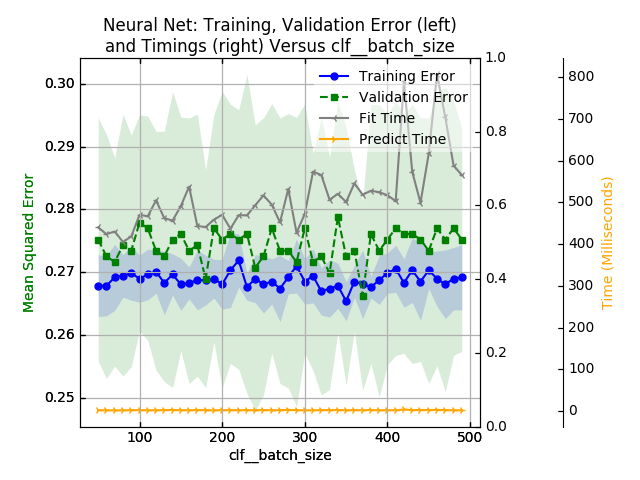 Neural Net: Training, Validation Error (left)
and Timings (right) Versus clf__batch_size
Training Error
Validation Error
Fit Time
Predict Time
Mean Squared Error
0.30
0.29
0.28
0.27
0.26
0.25
1.0
0.8
0.6
0.4
0.2
0.0
800
700
600
500
400
300
200
100
0
Time (Milliseconds)
100 200 300 400 500
clf__batch_size